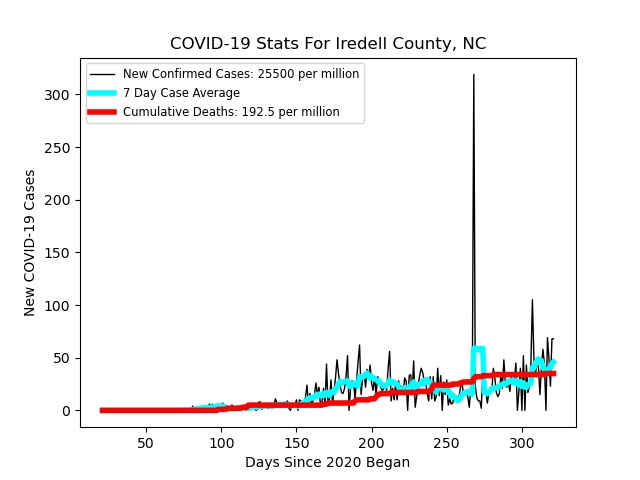 COVID-19 Stats For Iredell County, NC
New Confirmed Cases: 25500 per million
7 Day Case Average
Cumulative Deaths: 192.5 per million
New COVID-19 Cases
300
250
200
150
100
50
0
50 100 150 200 250 300
Days Since 2020 Began